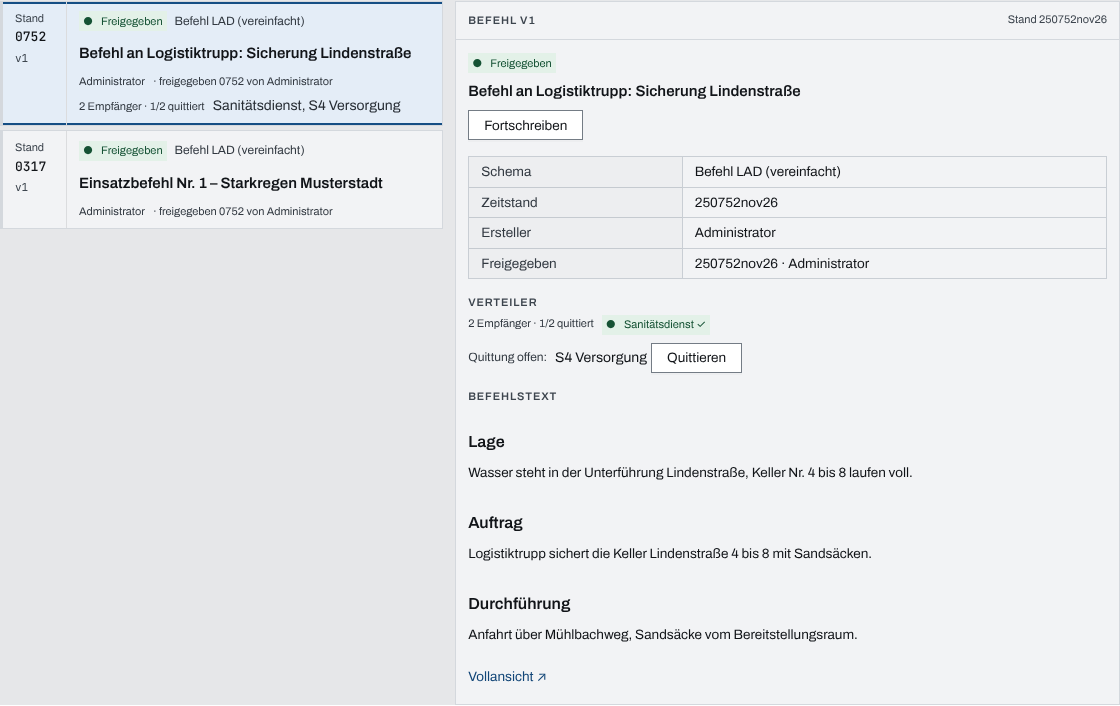 Stand
0752
v1
Freigegeben Befehl LAD (vereinfacht)
Befehl an Logistiktrupp: Sicherung Lindenstraße
Administrator · freigegeben 0752 von Administrator
2 Empfänger · 1/2 quittiert Sanitätsdienst, S4 Versorgung
Stand
0317
v1
Freigegeben Befehl LAD (vereinfacht)
Einsatzbefehl Nr. 1 – Starkregen Musterstadt
Administrator · freigegeben 0752 von Administrator
BEFEHL V1 Stand 250752nov26
Freigegeben
Befehl an Logistiktrupp: Sicherung Lindenstraße
Fortschreiben
Schema Befehl LAD (vereinfacht)
Zeitstand 250752nov26
Ersteller Administrator
Freigegeben 250752nov26 · Administrator
VERTEILER
2 Empfänger · 1/2 quittiert Sanitätsdienst ✓
Quittung offen: S4 Versorgung Quittieren
BEFEHLSTEXT
Lage
Wasser steht in der Unterführung Lindenstraße, Keller Nr. 4 bis 8 laufen voll.
Auftrag
Logistiktrupp sichert die Keller Lindenstraße 4 bis 8 mit Sandsäcken.
Durchführung
Anfahrt über Mühlbachweg, Sandsäcke vom Bereitstellungsraum.
Vollansicht ↗